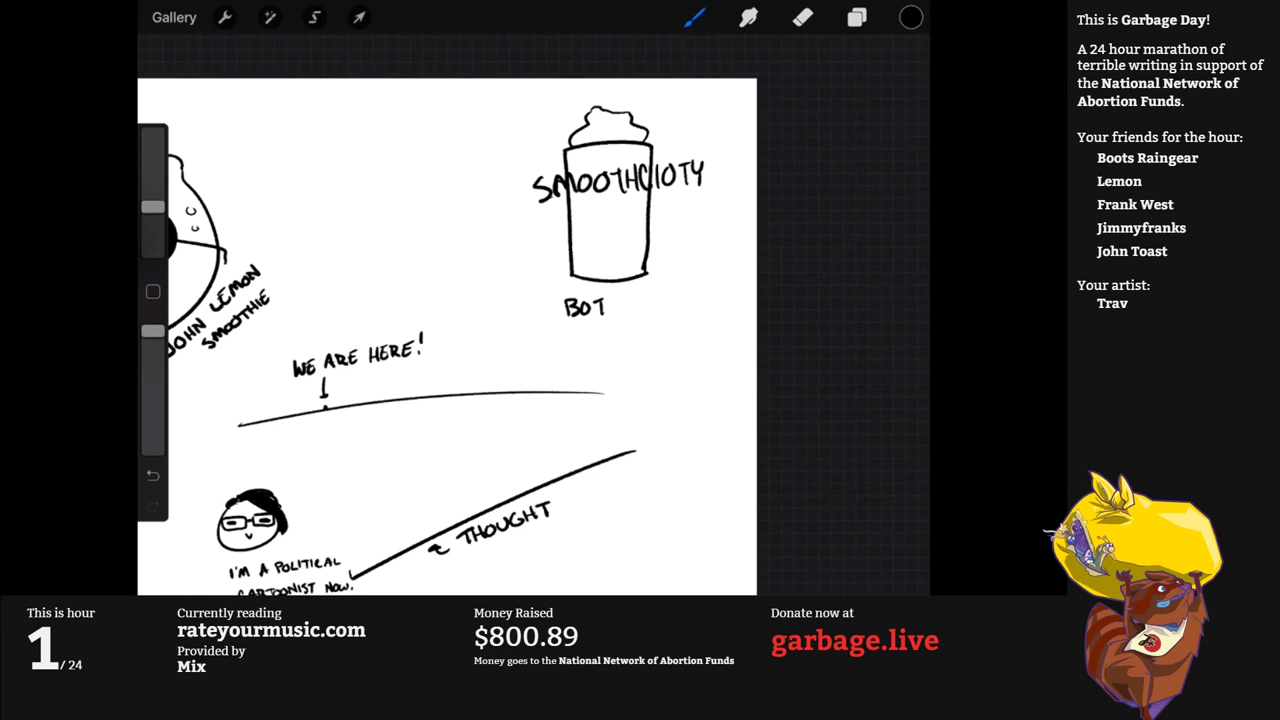 Gallery
SMOOTHCIOTY
BOT
JOHN LEMON
SMOOTHIE
WE ARE HERE!
THOUGHT
I'M A POLITICAL
CARTOONIST NOW.
This is Garbage Day!
A 24 hour marathon of
terrible writing in support of
the National Network of
Abortion Funds.
Your friends for the hour:
Boots Raingear
Lemon
Frank West
Jimmyfranks
John Toast
Your artist:
Trav
This is hour
1 / 24
Currently reading
rateyourmusic.com
Provided by
Mix
Money Raised
$800.89
Money goes to the National Network of Abortion Funds
Donate now at
garbage.live